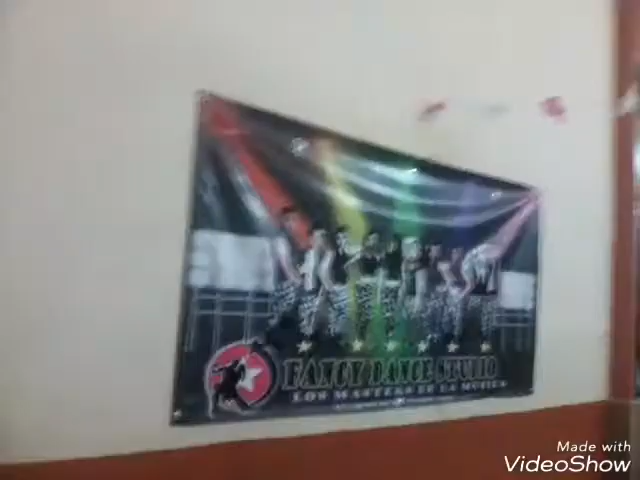 FANCY DANCE STUDIO
LOS MASTERS DE LA MUSICA
Made with
VideoShow